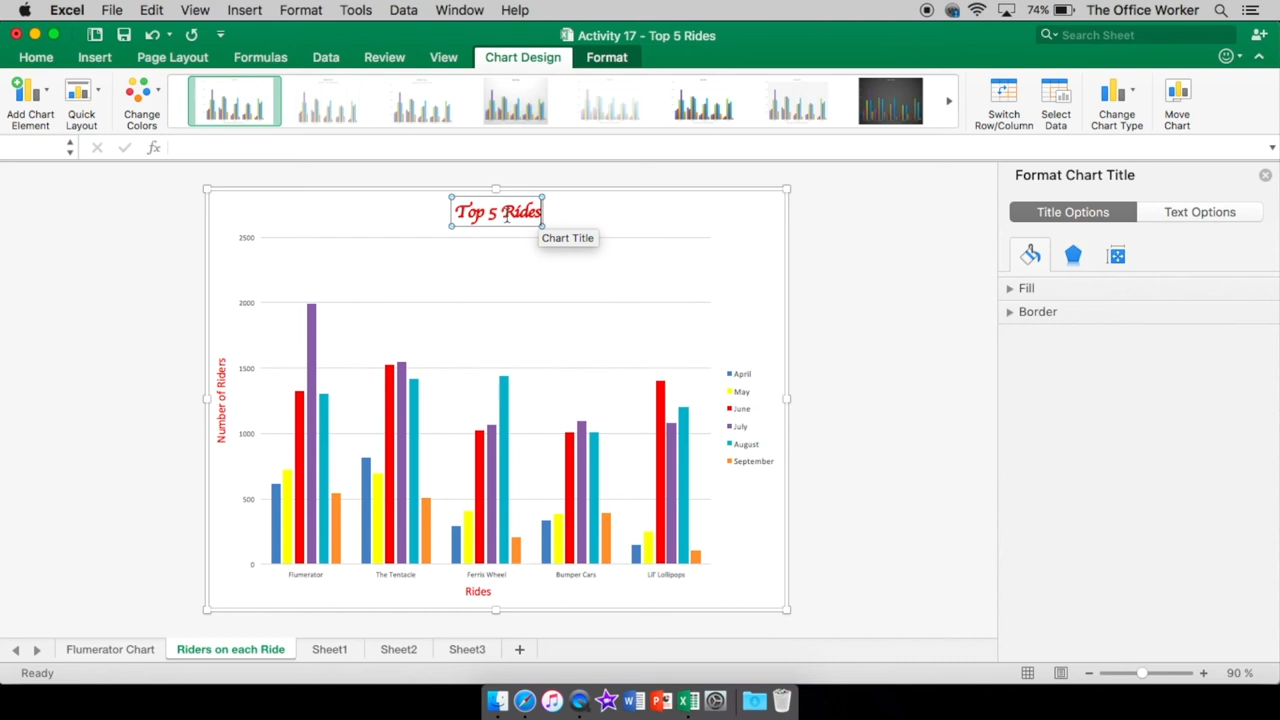 Excel File Edit View Insert Format Tools Data Window Help 74% The Office Worker
Activity 17 - Top 5 Rides
Search Sheet
Home Insert Page Layout Formulas Data Review View Chart Design Format
Add Chart Element
Quick Layout
Change Colors
Switch Row/Column
Select Data
Change Chart Type
Move Chart
fx
Format Chart Title
Title Options Text Options
Fill
Border
Top 5 Rides
Chart Title
2500
2000
1500
1000
500
0
Number of Riders
Flumerator The Tentacle Ferris Wheel Bumper Cars Lil' Lollipops
Rides
April
May
June
July
August
September
Flumerator Chart Riders on each Ride Sheet1 Sheet2 Sheet3
Ready
90 %